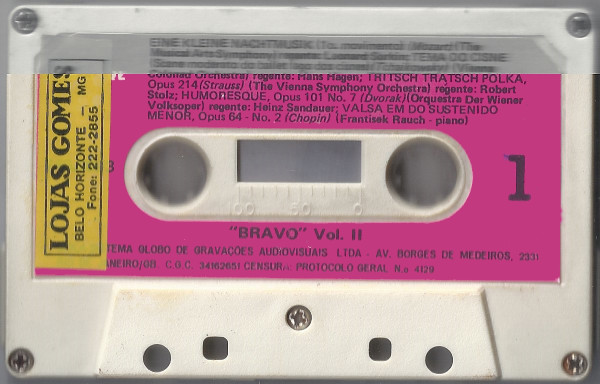 EINE KLEINE NACHTMUSIK (1o. movimento) (Mozart) (The
Colonao Orchestra) regente: Hans Hagen; TRITSCH TRATSCH POLKA,
Opus 214 (Strauss) (The Vienna Symphony Orchestra) regente: Robert
Stolz; HUMORESQUE, Opus 101 No. 7 (Dvorak) (Orquestra Der Wiener
Volksoper) regente: Heinz Sandauer; VALSA EM DO SUSTENIDO
MENOR, Opus 64 - No. 2 (Chopin) (Frantisek Rauch - piano)
LOJAS GOMES
BELO HORIZONTE — MG
Fone: 222-2855
1
100 50 0
"BRAVO" Vol. II
TEMA GLOBO DE GRAVAÇÕES AUDIOVISUAIS LTDA - AV. BORGES DE MEDEIROS, 2331
ANEIRO/GB. C.G.C. 34162651 CENSURA. PROTOCOLO GERAL N.o 4129